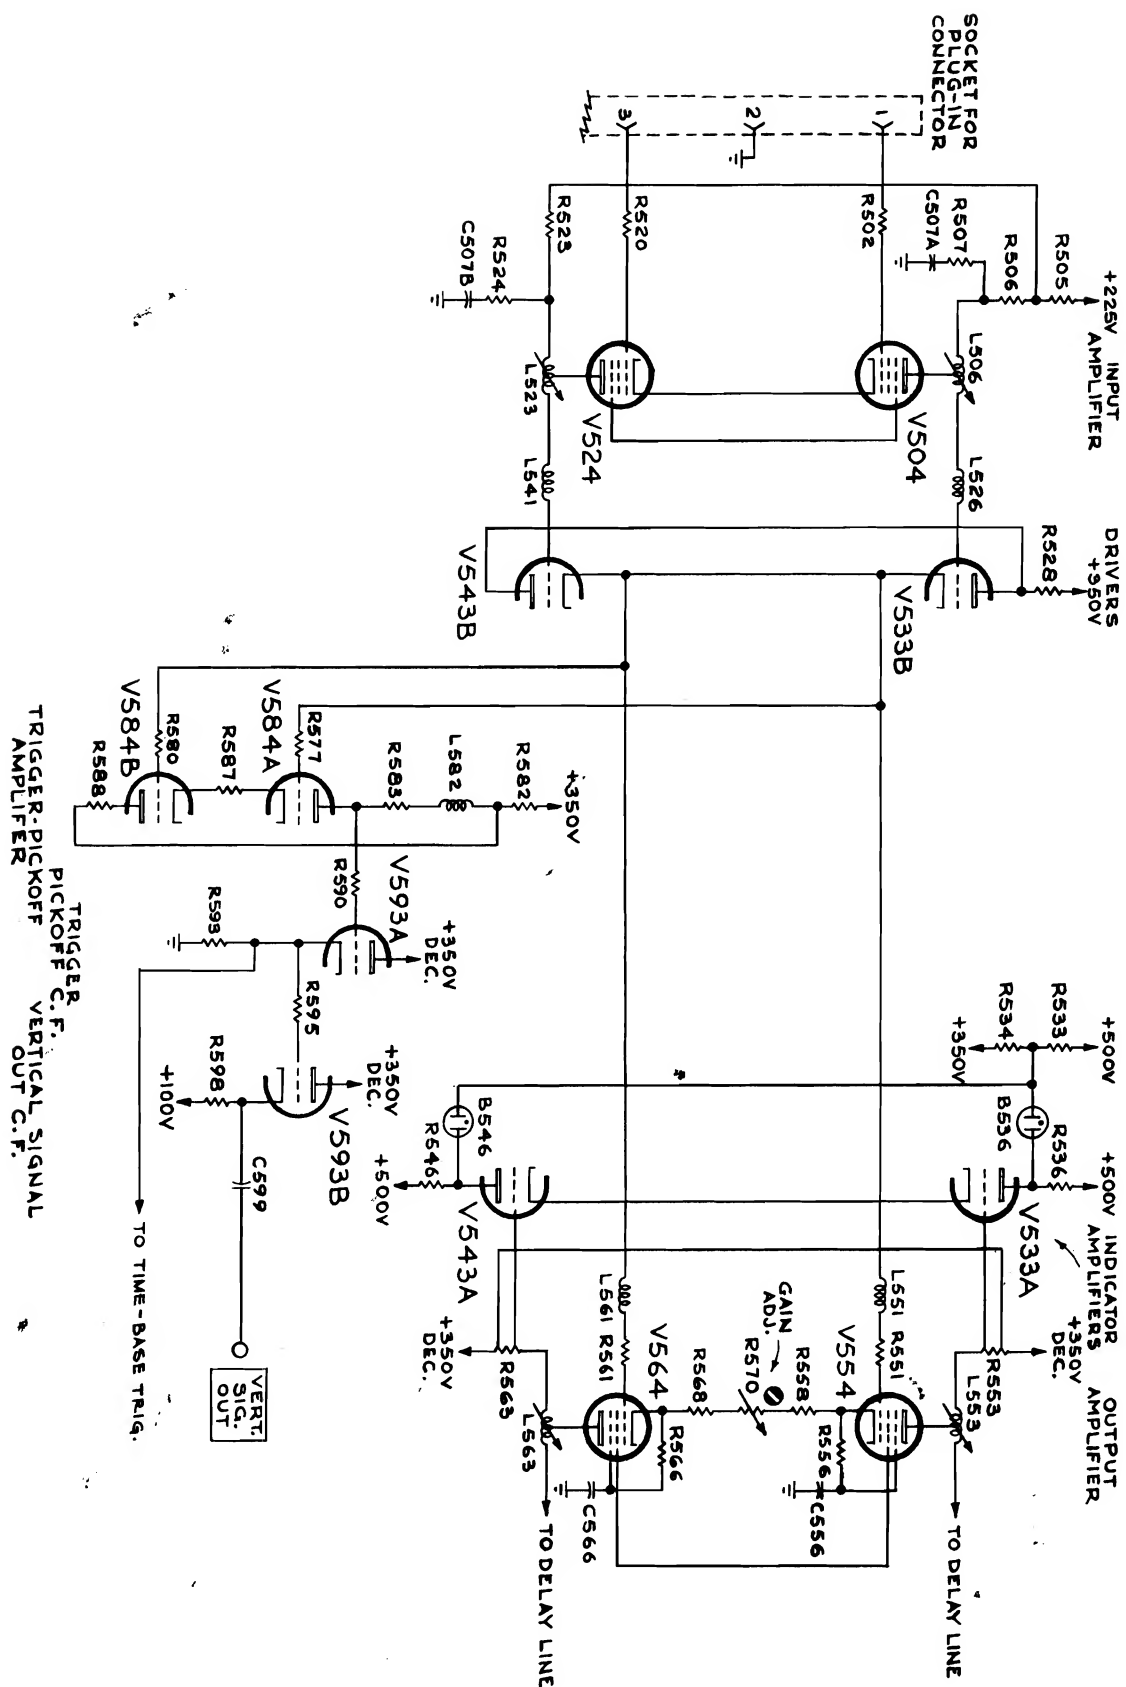 SOCKET FOR
PLUG-IN
CONNECTOR
1
2
3
+225V
INPUT
AMPLIFIER
R505
R506
R507
C507A
R502
R520
R523
R524
C507B
L506
L523
V504
V524
L526
L541
DRIVERS
+350V
R528
V533B
V543B
+350V
R582
L582
R583
R577
V584A
R587
R580
V584B
R588
TRIGGER-PICKOFF
AMPLIFER
R590
V593A
+350V
DEC.
R593
TRIGGER
PICKOFF C.F.
R595
+350V
DEC.
V593B
R598
+100V
C599
VERTICAL SIGNAL
OUT C.F.
TO TIME-BASE TRIG.
VERT.
SIG.
OUT
+500V
R533
R534
+350V
B536
R536
+500V
V533A
INDICATOR
AMPLIFIERS
B546
R546
+500V
V543A
+350V
DEC.
R553
L553
OUTPUT
AMPLIFIER
L551
R551
V554
R556
C556
R558
GAIN
ADJ.
R570
R568
V564
R566
C566
L561
R561
R563
L563
+350V
DEC.
TO DELAY LINE
TO DELAY LINE